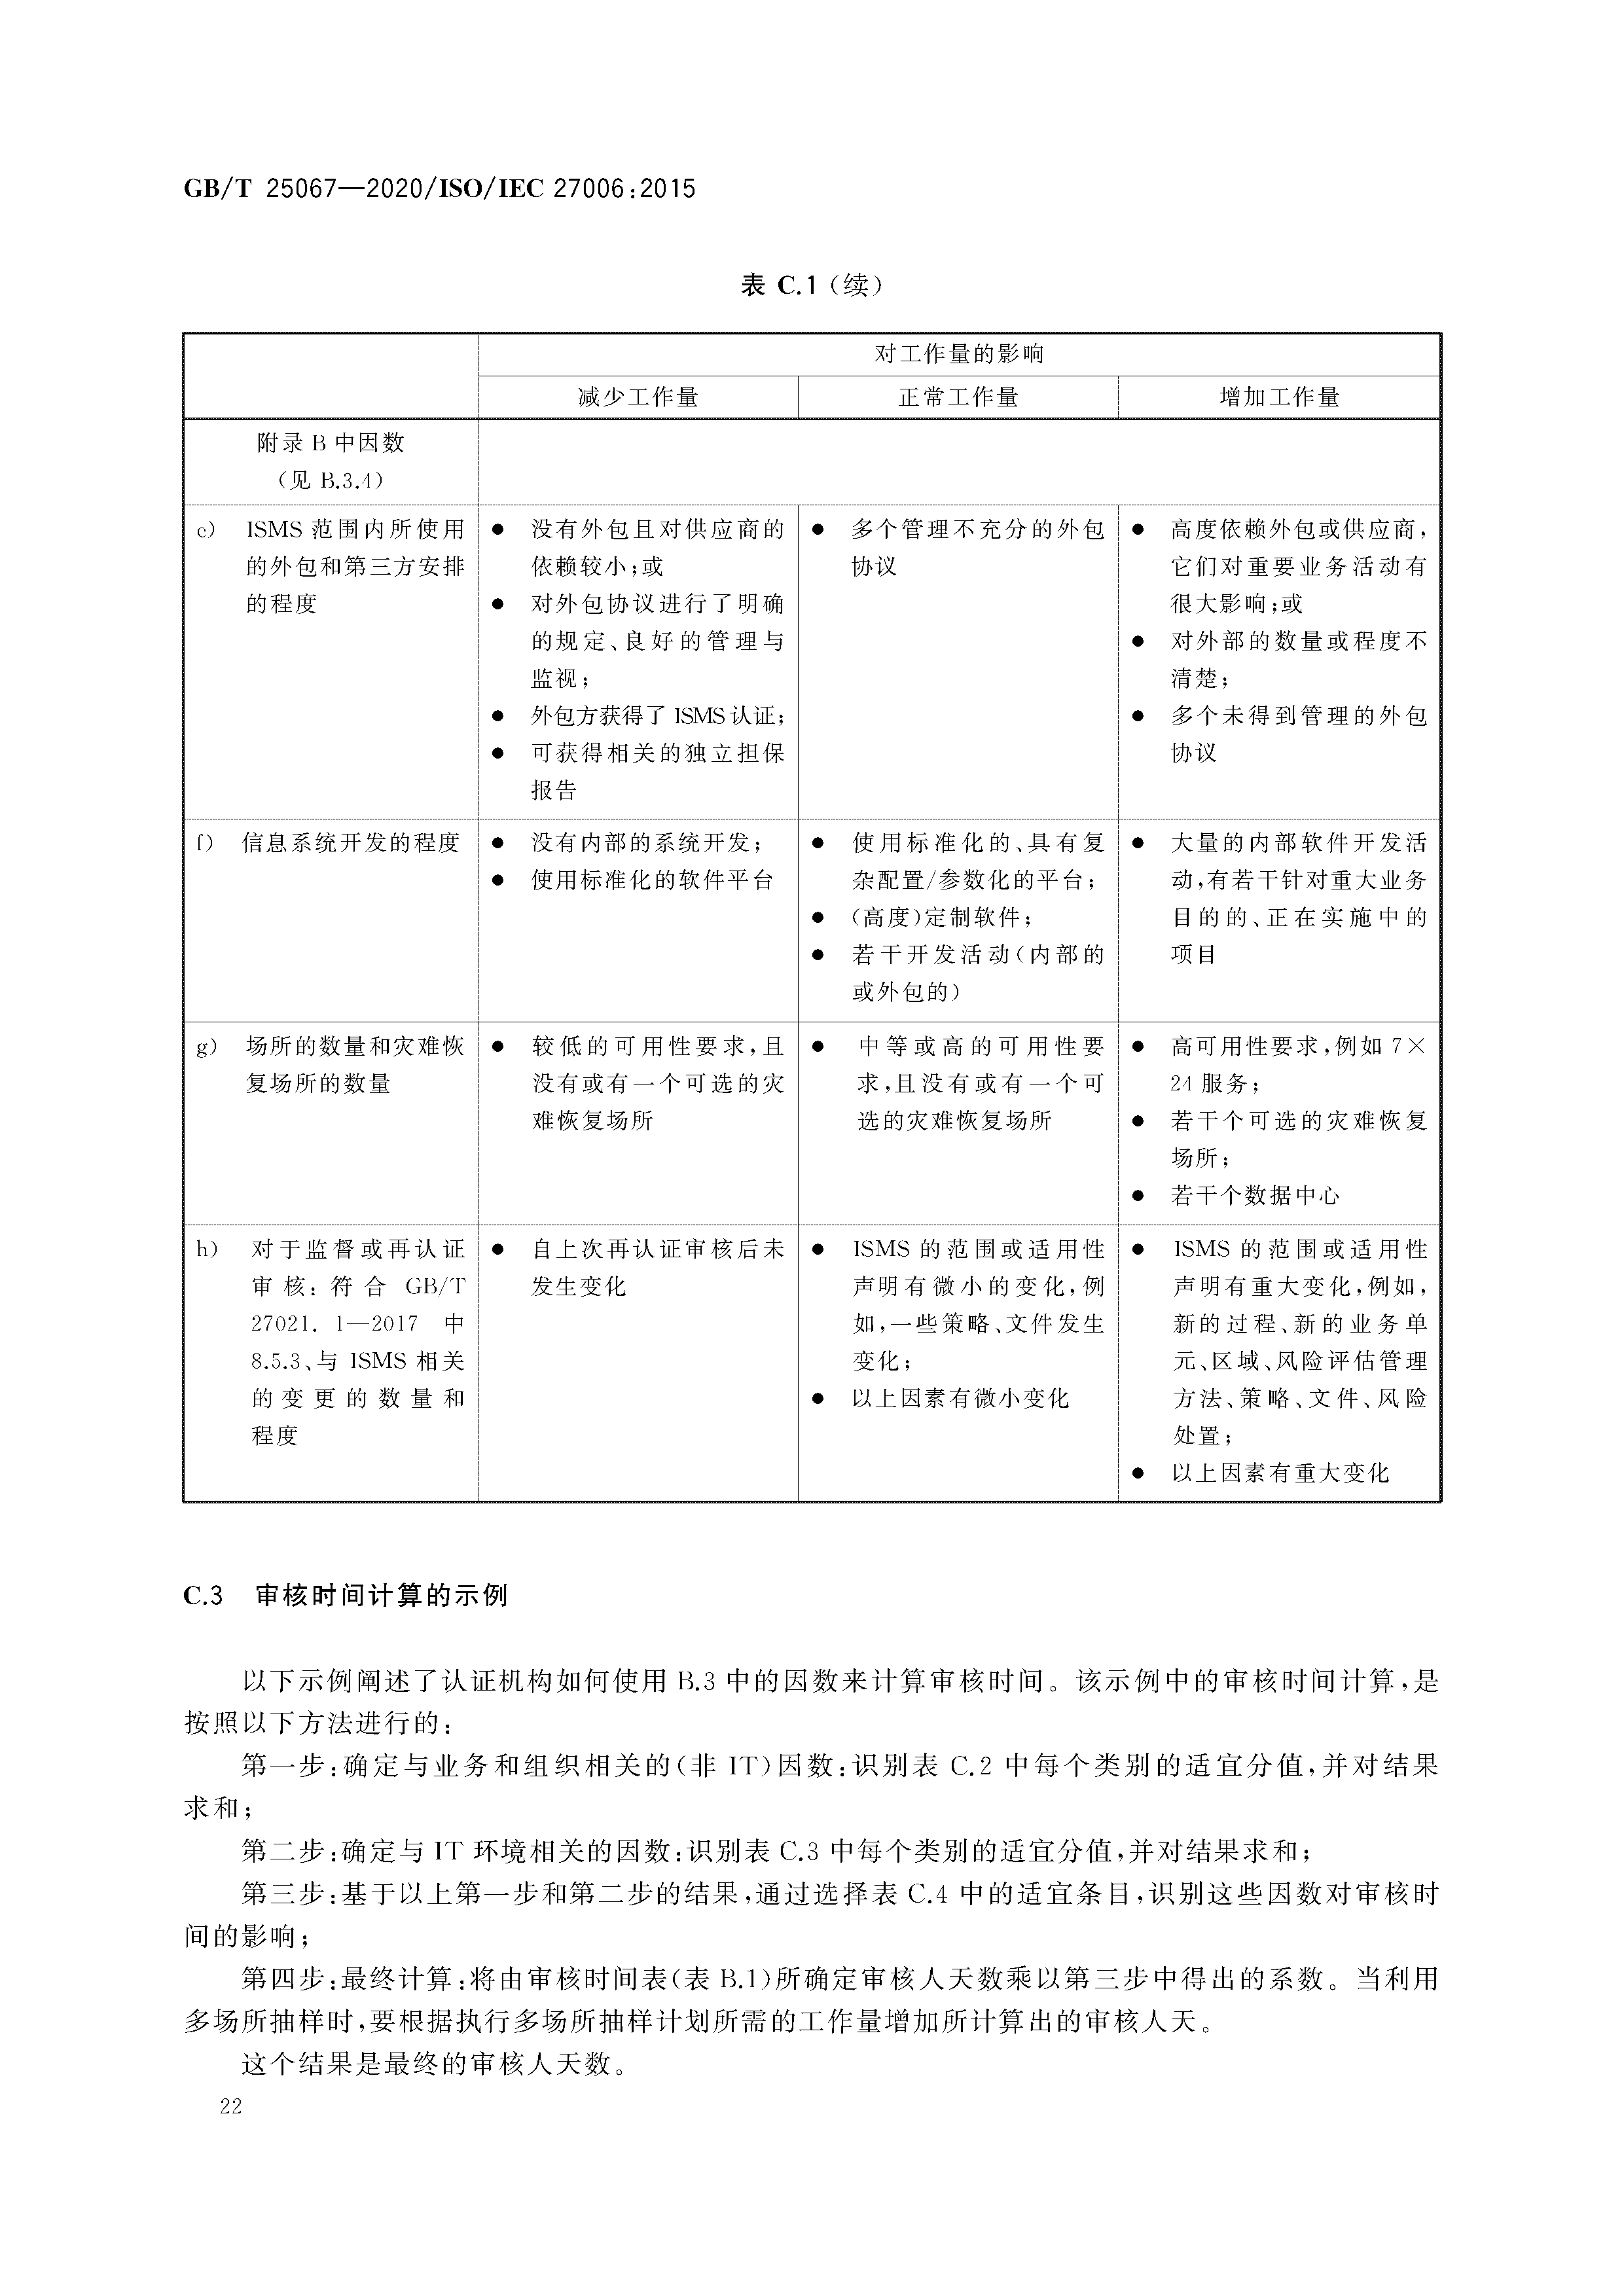 GB/T 25067—2020/ISO/IEC 27006:2015
表 C.1（续）
对工作量的影响
减少工作量
正常工作量
增加工作量
附录 B 中因数
（见 B.3.4）
e） ISMS 范围内所使用
的外包和第三方安排
的程度
● 没有外包且对供应商的
依赖较小；或
● 对外包协议进行了明确
的规定、良好的管理与
监视；
● 外包方获得了 ISMS 认证；
● 可获得相关的独立担保
报告
● 多个管理不充分的外包
协议
● 高度依赖外包或供应商，
它们对重要业务活动有
很大影响；或
● 对外部的数量或程度不
清楚；
● 多个未得到管理的外包
协议
f） 信息系统开发的程度
● 没有内部的系统开发；
● 使用标准化的软件平台
● 使用标准化的、具有复
杂配置/参数化的平台；
● （高度）定制软件；
● 若干开发活动（内部的
或外包的）
● 大量的内部软件开发活
动，有若干针对重大业务
目的的、正在实施中的
项目
g） 场所的数量和灾难恢
复场所的数量
● 较低的可用性要求，且
没有或有一个可选的灾
难恢复场所
● 中等或高的可用性要
求，且没有或有一个可
选的灾难恢复场所
● 高可用性要求，例如 7×
24 服务；
● 若干个可选的灾难恢复
场所；
● 若干个数据中心
h） 对于监督或再认证
审核：符合 GB/T
27021.1—2017 中
8.5.3、与 ISMS 相关
的变更的数量和
程度
● 自上次再认证审核后未
发生变化
● ISMS 的范围或适用性
声明有微小的变化，例
如，一些策略、文件发生
变化；
● 以上因素有微小变化
● ISMS 的范围或适用性
声明有重大变化，例如，
新的过程、新的业务单
元、区域、风险评估管理
方法、策略、文件、风险
处置；
● 以上因素有重大变化
C.3 审核时间计算的示例
以下示例阐述了认证机构如何使用 B.3 中的因数来计算审核时间。该示例中的审核时间计算，是
按照以下方法进行的：
第一步：确定与业务和组织相关的（非 IT）因数：识别表 C.2 中每个类别的适宜分值，并对结果
求和；
第二步：确定与 IT 环境相关的因数：识别表 C.3 中每个类别的适宜分值，并对结果求和；
第三步：基于以上第一步和第二步的结果，通过选择表 C.4 中的适宜条目，识别这些因数对审核时
间的影响；
第四步：最终计算：将由审核时间表（表 B.1）所确定审核人天数乘以第三步中得出的系数。当利用
多场所抽样时，要根据执行多场所抽样计划所需的工作量增加所计算出的审核人天。
这个结果是最终的审核人天数。
22